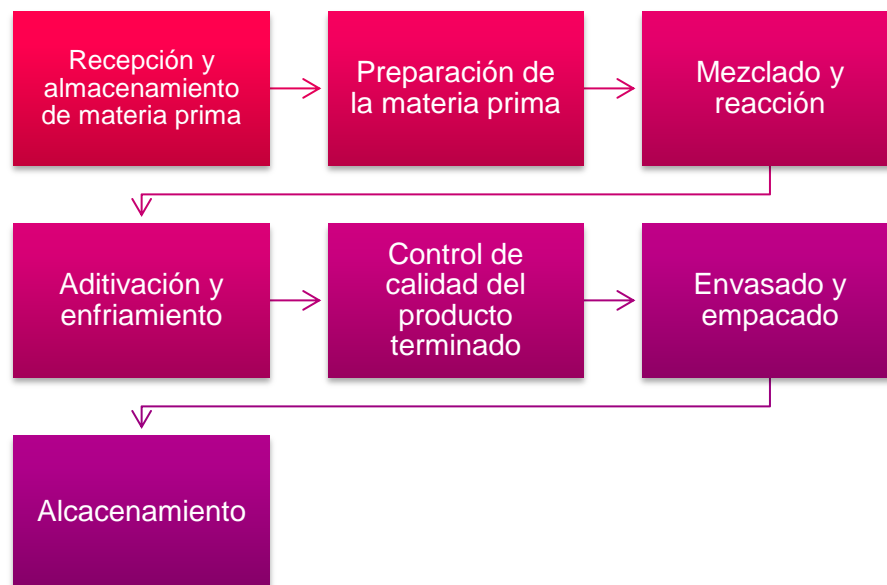 Recepción y
almacenamiento
de materia prima
Preparación de
la materia prima
Mezclado y
reacción
Aditivación y
enfriamiento
Control de
calidad del
producto
terminado
Envasado y
empacado
Alcacenamiento